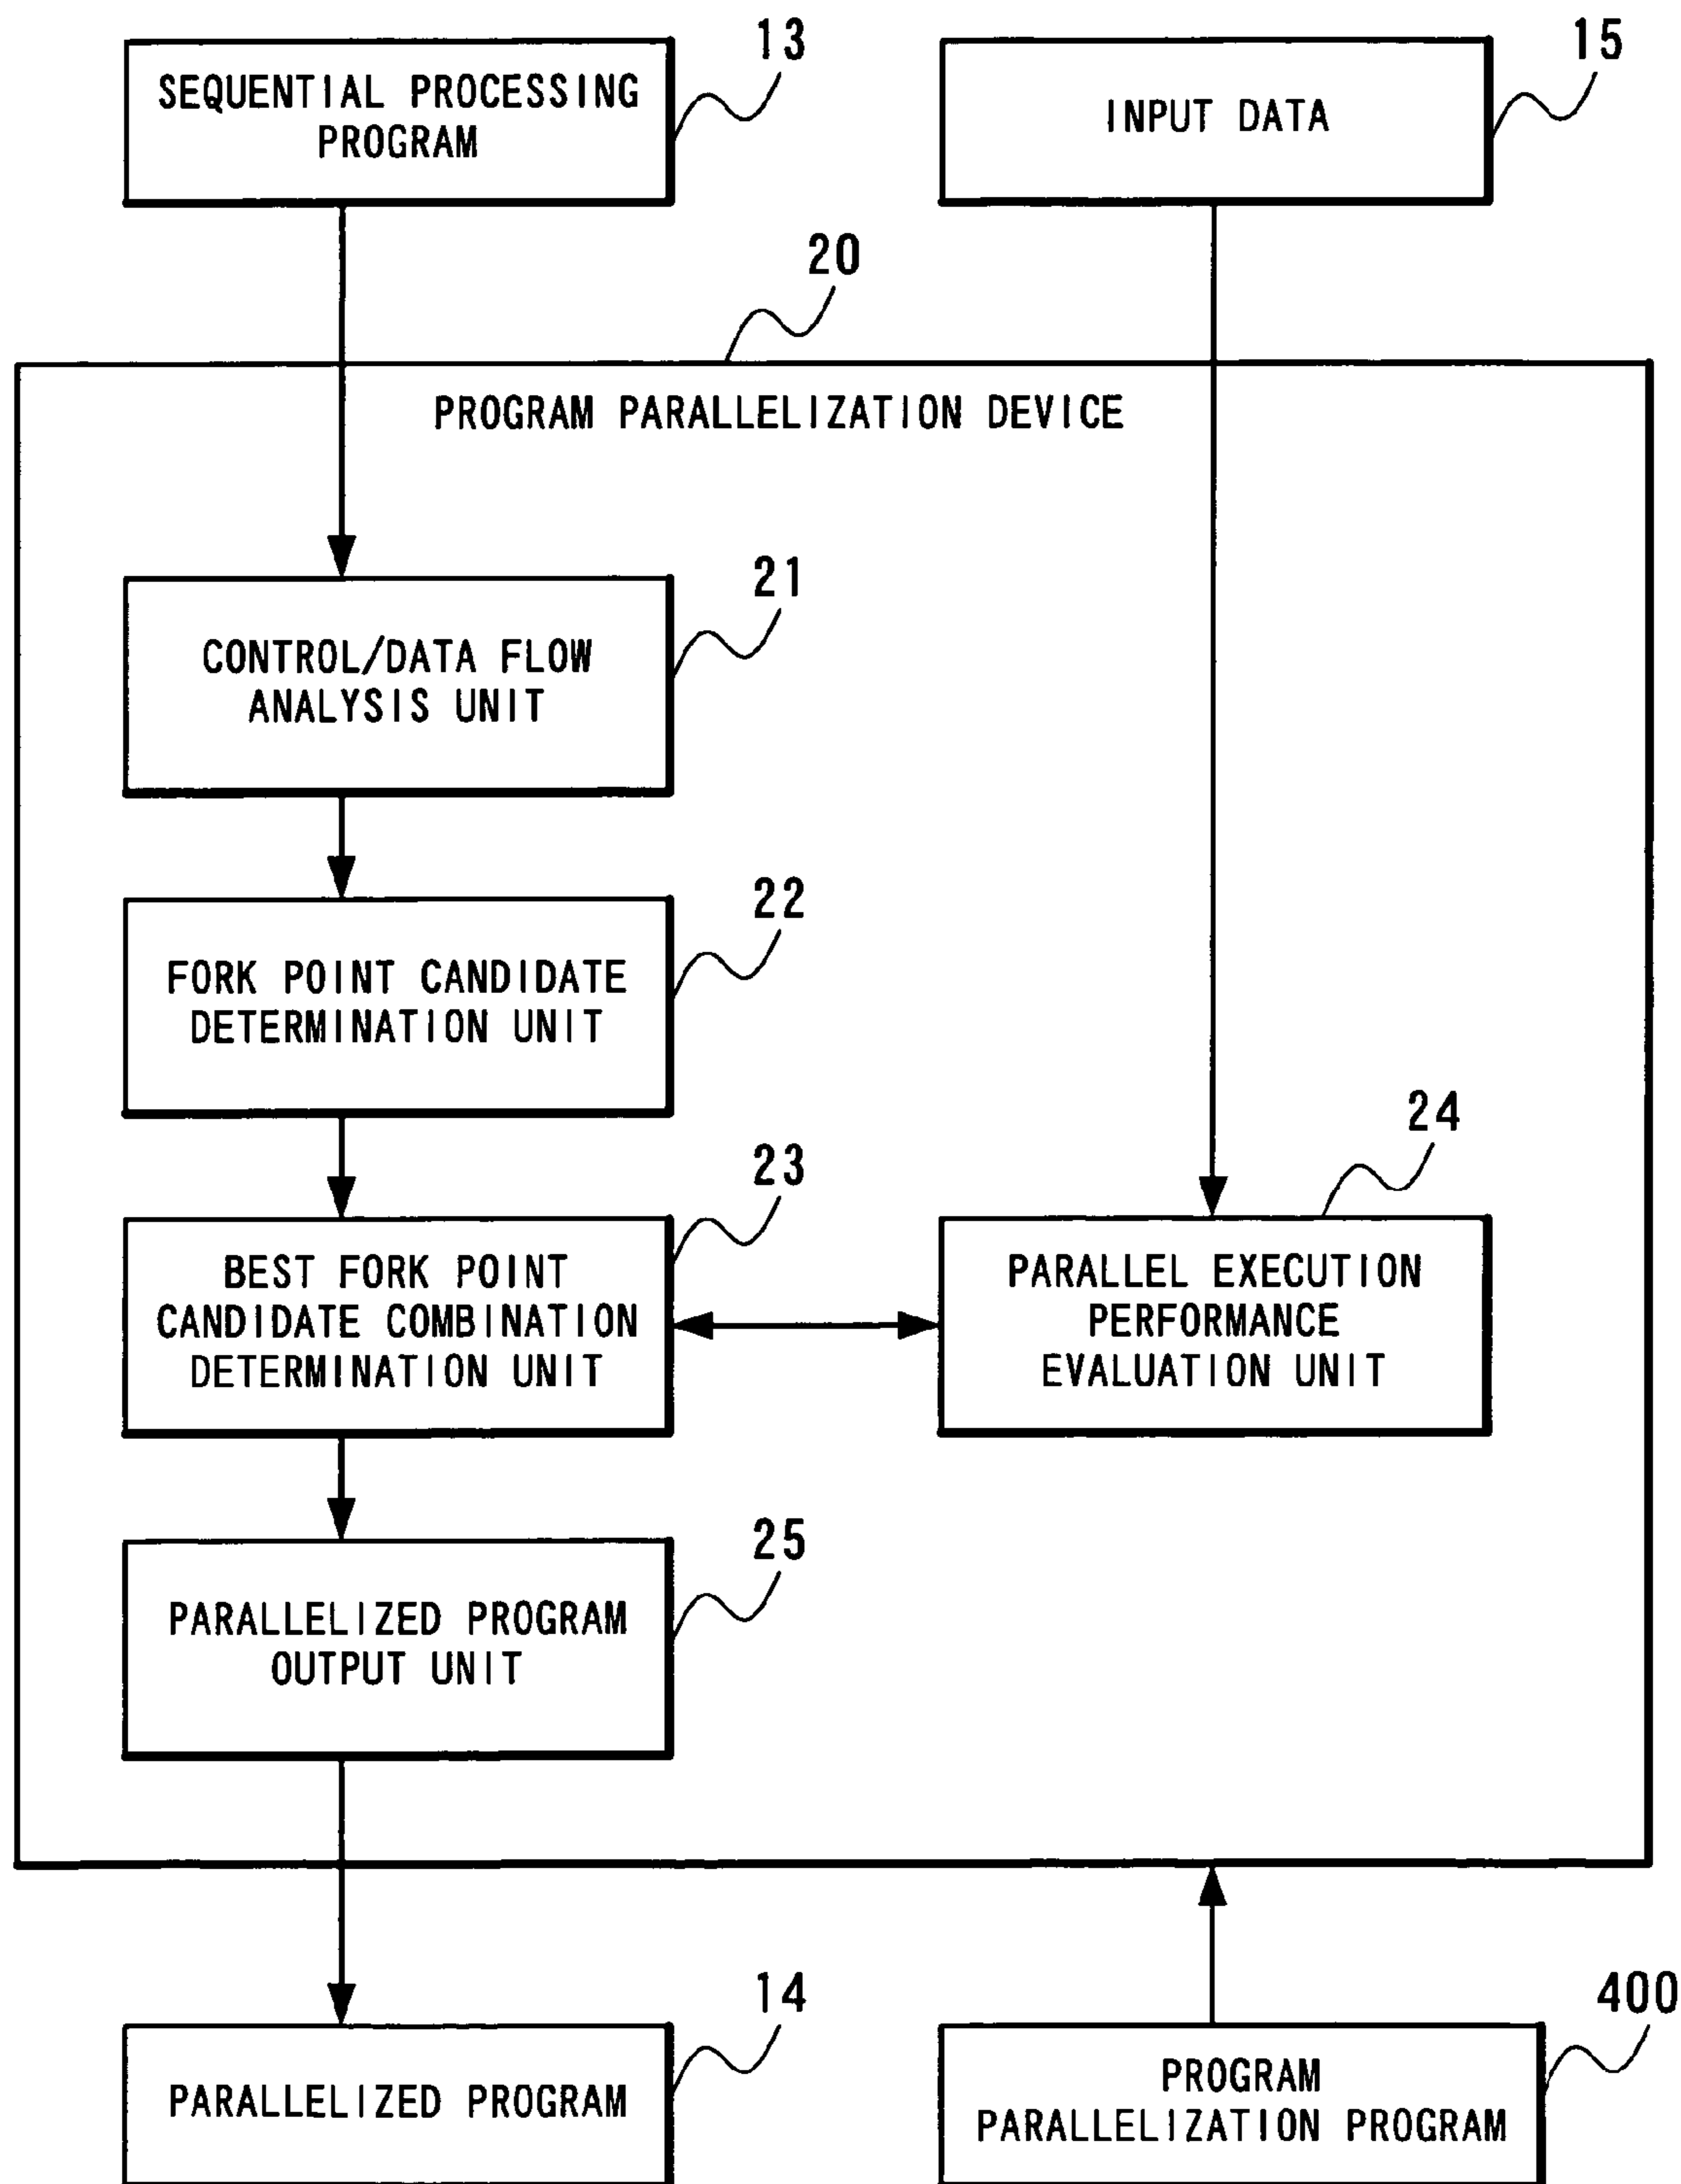 13
SEQUENTIAL PROCESSING
PROGRAM
15
INPUT DATA
20
PROGRAM PARALLELIZATION DEVICE
21
CONTROL/DATA FLOW
ANALYSIS UNIT
22
FORK POINT CANDIDATE
DETERMINATION UNIT
23
BEST FORK POINT
CANDIDATE COMBINATION
DETERMINATION UNIT
24
PARALLEL EXECUTION
PERFORMANCE
EVALUATION UNIT
25
PARALLELIZED PROGRAM
OUTPUT UNIT
14
PARALLELIZED PROGRAM
400
PROGRAM
PARALLELIZATION PROGRAM